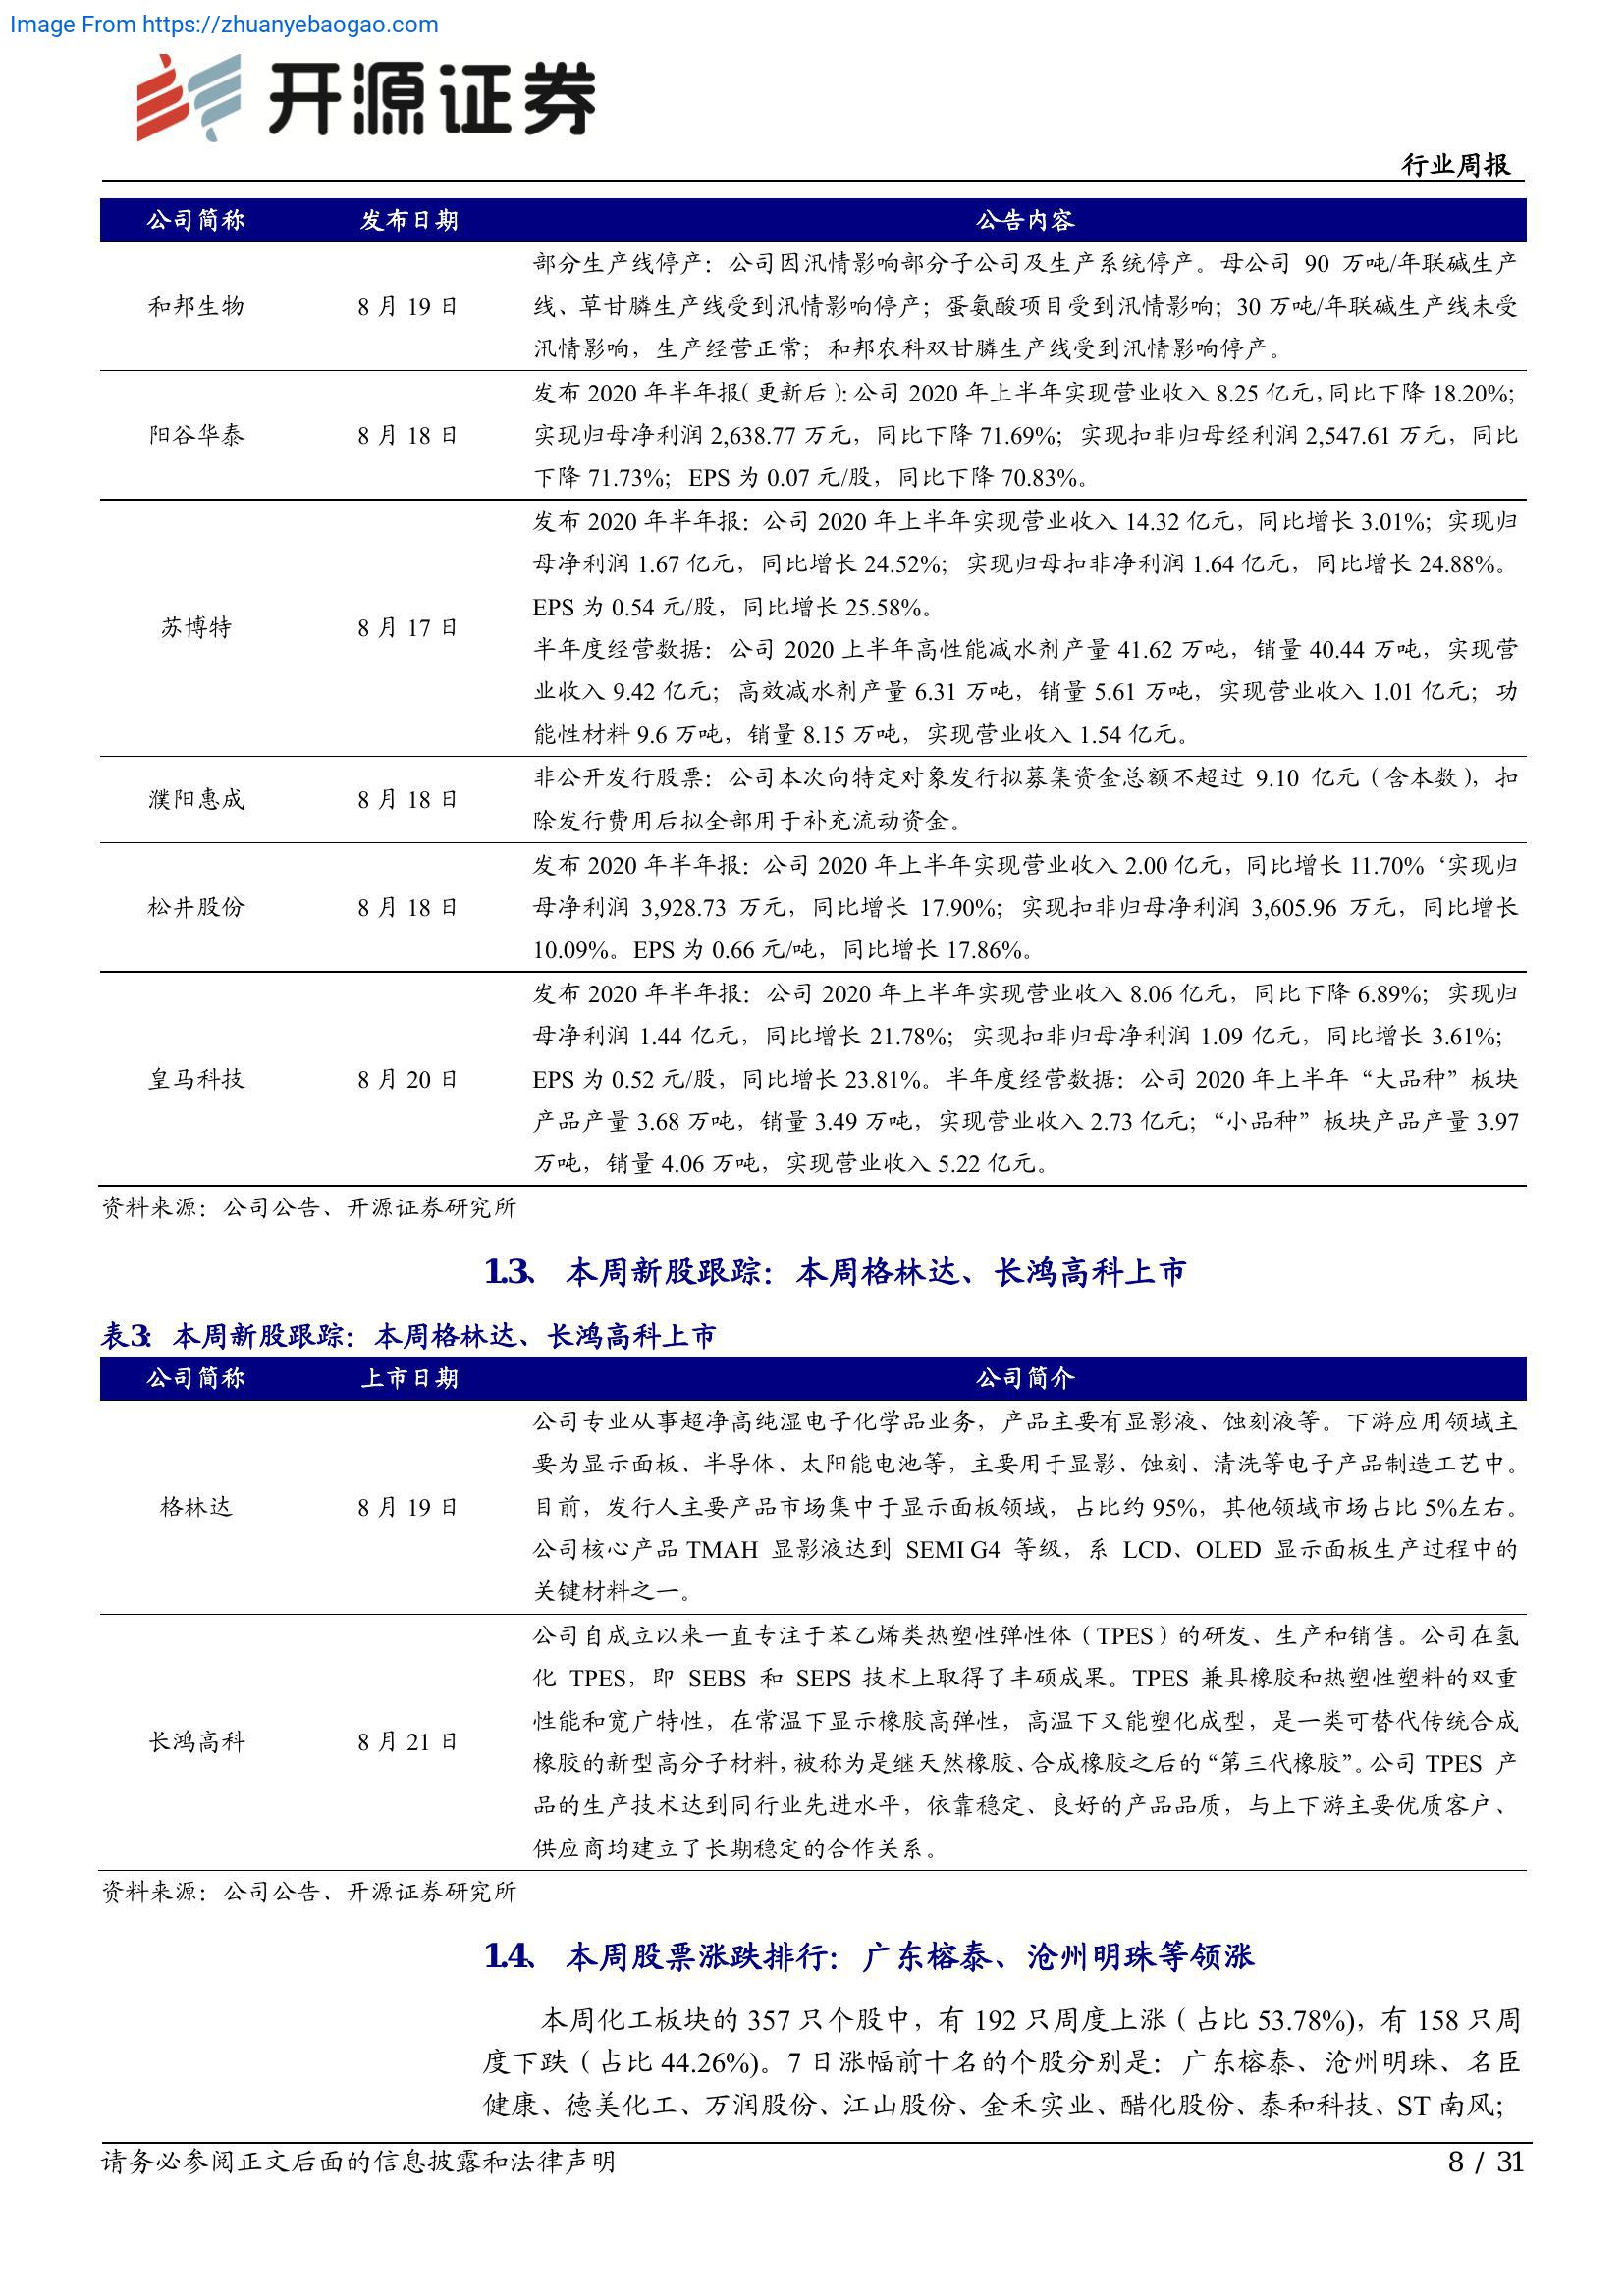 Image From https://zhuanyebaogao.com
开源证券
行业周报
公司简称 发布日期 公告内容
部分生产线停产：公司因汛情影响部分子公司及生产系统停产。母公司 90 万吨/年联碱生产
和邦生物 8 月 19 日 线、草甘膦生产线受到汛情影响停产；蛋氨酸项目受到汛情影响；30 万吨/年联碱生产线未受
汛情影响，生产经营正常；和邦农科双甘膦生产线受到汛情影响停产。
发布 2020 年半年报（更新后）：公司 2020 年上半年实现营业收入 8.25 亿元，同比下降 18.20%；
阳谷华泰 8 月 18 日 实现归母净利润 2,638.77 万元，同比下降 71.69%；实现扣非归母经利润 2,547.61 万元，同比
下降 71.73%；EPS 为 0.07 元/股，同比下降 70.83%。
发布 2020 年半年报：公司 2020 年上半年实现营业收入 14.32 亿元，同比增长 3.01%；实现归
母净利润 1.67 亿元，同比增长 24.52%；实现归母扣非净利润 1.64 亿元，同比增长 24.88%。
EPS 为 0.54 元/股，同比增长 25.58%。
苏博特 8 月 17 日
半年度经营数据：公司 2020 上半年高性能减水剂产量 41.62 万吨，销量 40.44 万吨，实现营
业收入 9.42 亿元；高效减水剂产量 6.31 万吨，销量 5.61 万吨，实现营业收入 1.01 亿元；功
能性材料 9.6 万吨，销量 8.15 万吨，实现营业收入 1.54 亿元。
濮阳惠成 8 月 18 日
非公开发行股票：公司本次向特定对象发行拟募集资金总额不超过 9.10 亿元（含本数），扣
除发行费用后拟全部用于补充流动资金。
发布 2020 年半年报：公司 2020 年上半年实现营业收入 2.00 亿元，同比增长 11.70%‘实现归
松井股份 8 月 18 日 母净利润 3,928.73 万元，同比增长 17.90%；实现扣非归母净利润 3,605.96 万元，同比增长
10.09%。EPS 为 0.66 元/吨，同比增长 17.86%。
发布 2020 年半年报：公司 2020 年上半年实现营业收入 8.06 亿元，同比下降 6.89%；实现归
母净利润 1.44 亿元，同比增长 21.78%；实现扣非归母净利润 1.09 亿元，同比增长 3.61%；
皇马科技 8 月 20 日 EPS 为 0.52 元/股，同比增长 23.81%。半年度经营数据：公司 2020 年上半年“大品种”板块
产品产量 3.68 万吨，销量 3.49 万吨，实现营业收入 2.73 亿元；“小品种”板块产品产量 3.97
万吨，销量 4.06 万吨，实现营业收入 5.22 亿元。
资料来源：公司公告、开源证券研究所
1.3、 本周新股跟踪：本周格林达、长鸿高科上市
表3： 本周新股跟踪：本周格林达、长鸿高科上市
公司简称 上市日期 公司简介
公司专业从事超净高纯湿电子化学品业务，产品主要有显影液、蚀刻液等。下游应用领域主
要为显示面板、半导体、太阳能电池等，主要用于显影、蚀刻、清洗等电子产品制造工艺中。
格林达 8 月 19 日 目前，发行人主要产品市场集中于显示面板领域，占比约 95%，其他领域市场占比 5%左右。
公司核心产品 TMAH 显影液达到 SEMI G4 等级，系 LCD、OLED 显示面板生产过程中的
关键材料之一。
公司自成立以来一直专注于苯乙烯类热塑性弹性体（TPES）的研发、生产和销售。公司在氢
化 TPES，即 SEBS 和 SEPS 技术上取得了丰硕成果。TPES 兼具橡胶和热塑性塑料的双重
性能和宽广特性，在常温下显示橡胶高弹性，高温下又能塑化成型，是一类可替代传统合成
长鸿高科 8 月 21 日
橡胶的新型高分子材料，被称为是继天然橡胶、合成橡胶之后的“第三代橡胶”。公司 TPES 产
品的生产技术达到同行业先进水平，依靠稳定、良好的产品品质，与上下游主要优质客户、
供应商均建立了长期稳定的合作关系。
资料来源：公司公告、开源证券研究所
1.4、 本周股票涨跌排行：广东榕泰、沧州明珠等领涨
本周化工板块的 357 只个股中，有 192 只周度上涨（占比 53.78%），有 158 只周
度下跌（占比 44.26%）。7 日涨幅前十名的个股分别是：广东榕泰、沧州明珠、名臣
健康、德美化工、万润股份、江山股份、金禾实业、醋化股份、泰和科技、ST 南风；
请务必参阅正文后面的信息披露和法律声明 8 / 31